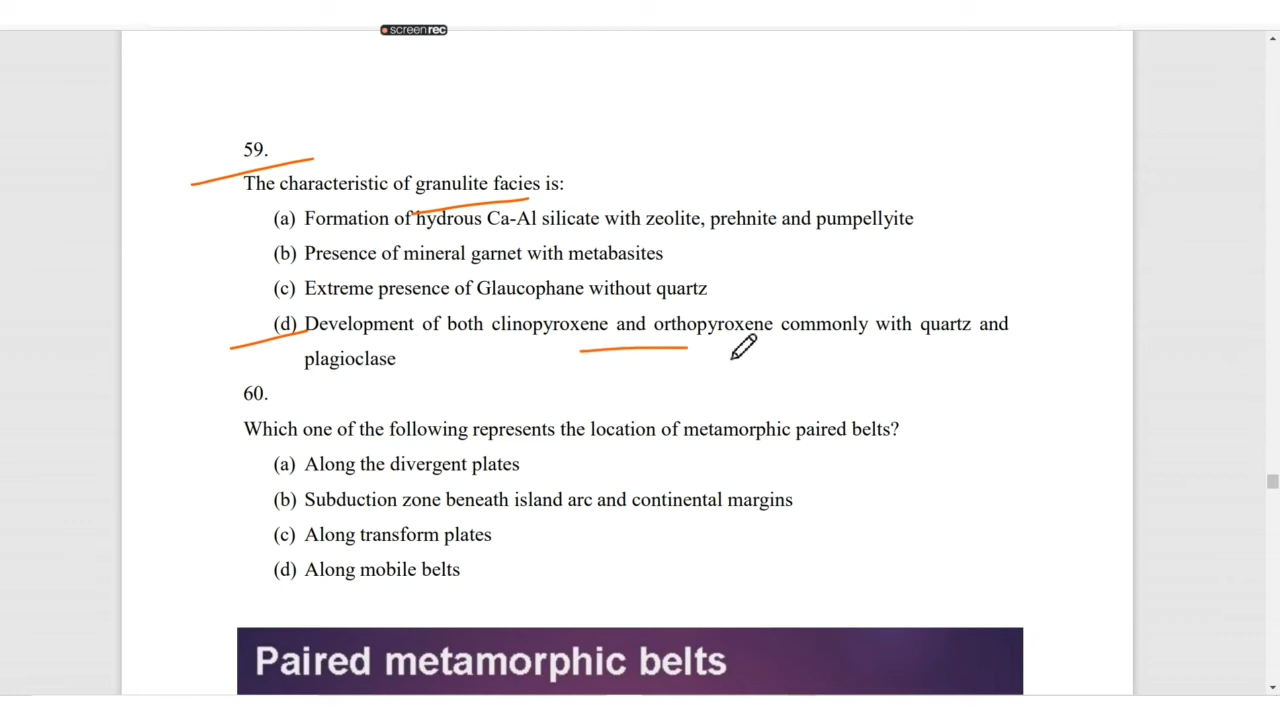 screenrec
59.
The characteristic of granulite facies is:
(a) Formation of hydrous Ca-Al silicate with zeolite, prehnite and pumpellyite
(b) Presence of mineral garnet with metabasites
(c) Extreme presence of Glaucophane without quartz
(d) Development of both clinopyroxene and orthopyroxene commonly with quartz and
plagioclase
60.
Which one of the following represents the location of metamorphic paired belts?
(a) Along the divergent plates
(b) Subduction zone beneath island arc and continental margins
(c) Along transform plates
(d) Along mobile belts
Paired metamorphic belts